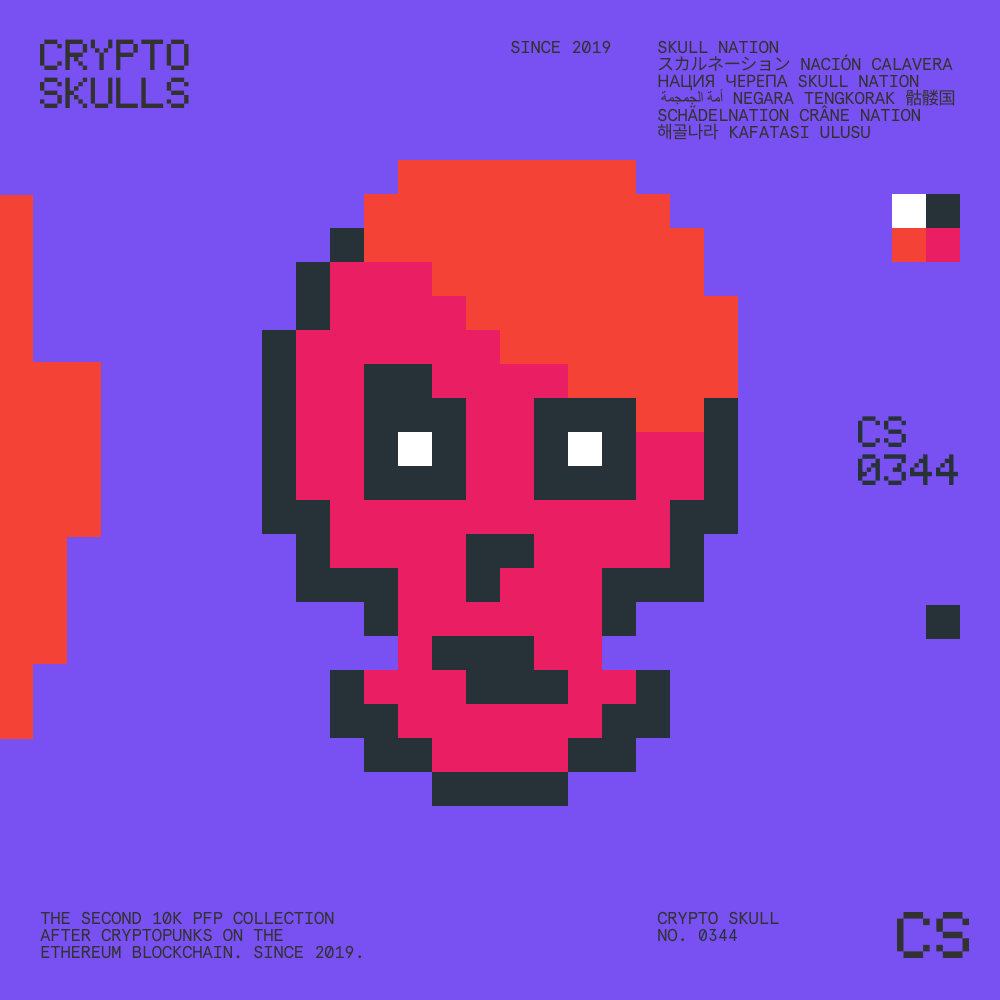 CRYPTO
SKULLS
SINCE 2019
SKULL NATION
スカルネーション NACIÓN CALAVERA
НАЦИЯ ЧЕРЕПА SKULL NATION
أمة الجمجمة NEGARA TENGKORAK 骷髅国
SCHÄDELNATION CRÂNE NATION
해골나라 KAFATASI ULUSU
CS
0344
THE SECOND 10K PFP COLLECTION
AFTER CRYPTOPUNKS ON THE
ETHEREUM BLOCKCHAIN. SINCE 2019.
CRYPTO SKULL
NO. 0344
CS